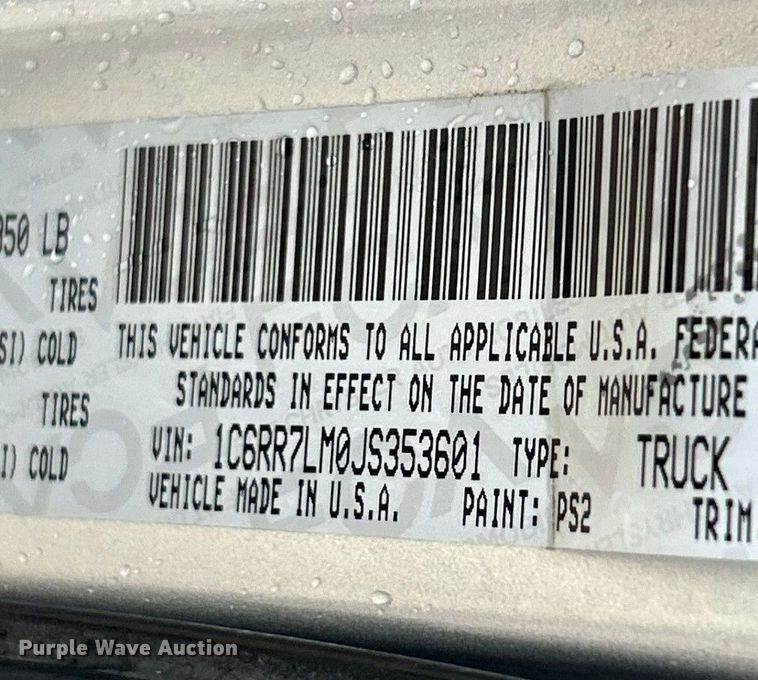 950 LB
TIRES
SI) COLD
TIRES
I) COLD
THIS VEHICLE CONFORMS TO ALL APPLICABLE U.S.A. FEDERA
STANDARDS IN EFFECT ON THE DATE OF MANUFACTURE
VIN: 1C6RR7LM0JS353601 TYPE: TRUCK
VEHICLE MADE IN U.S.A. PAINT: PS2 TRIM
Purple Wave Auction